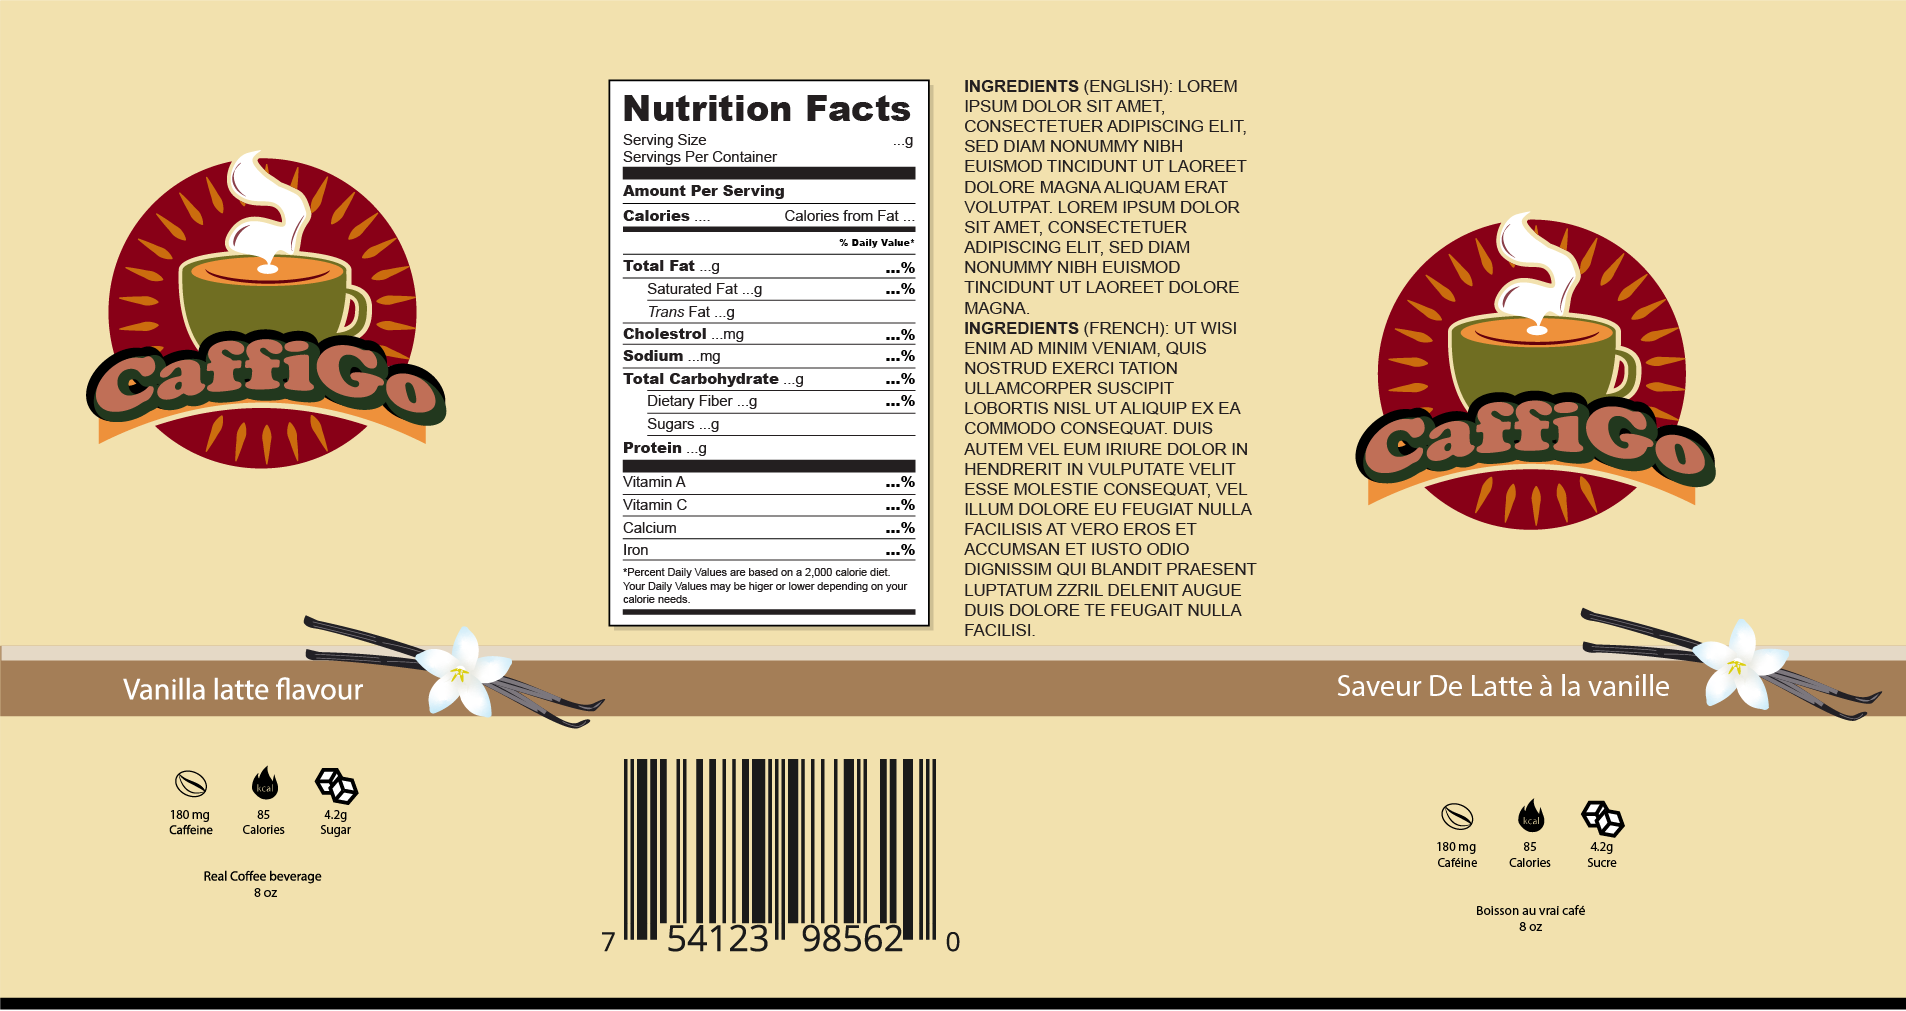 CaffiGo
Vanilla latte flavour
kcal
180 mg
Caffeine
85
Calories
4.2g
Sugar
Real Coffee beverage
8 oz
Nutrition Facts
Serving Size ...g
Servings Per Container
Amount Per Serving
Calories .... Calories from Fat ...
% Daily Value*
Total Fat ...g ...%
Saturated Fat ...g ...%
Trans Fat ...g
Cholestrol ...mg ...%
Sodium ...mg ...%
Total Carbohydrate ...g ...%
Dietary Fiber ...g ...%
Sugars ...g
Protein ...g
Vitamin A ...%
Vitamin C ...%
Calcium ...%
Iron ...%
*Percent Daily Values are based on a 2,000 calorie diet.
Your Daily Values may be higer or lower depending on your
calorie needs.
7 54123 98562 0
INGREDIENTS (ENGLISH): LOREM
IPSUM DOLOR SIT AMET,
CONSECTETUER ADIPISCING ELIT,
SED DIAM NONUMMY NIBH
EUISMOD TINCIDUNT UT LAOREET
DOLORE MAGNA ALIQUAM ERAT
VOLUTPAT. LOREM IPSUM DOLOR
SIT AMET, CONSECTETUER
ADIPISCING ELIT, SED DIAM
NONUMMY NIBH EUISMOD
TINCIDUNT UT LAOREET DOLORE
MAGNA.
INGREDIENTS (FRENCH): UT WISI
ENIM AD MINIM VENIAM, QUIS
NOSTRUD EXERCI TATION
ULLAMCORPER SUSCIPIT
LOBORTIS NISL UT ALIQUIP EX EA
COMMODO CONSEQUAT. DUIS
AUTEM VEL EUM IRIURE DOLOR IN
HENDRERIT IN VULPUTATE VELIT
ESSE MOLESTIE CONSEQUAT, VEL
ILLUM DOLORE EU FEUGIAT NULLA
FACILISIS AT VERO EROS ET
ACCUMSAN ET IUSTO ODIO
DIGNISSIM QUI BLANDIT PRAESENT
LUPTATUM ZZRIL DELENIT AUGUE
DUIS DOLORE TE FEUGAIT NULLA
FACILISI.
CaffiGo
Saveur De Latte à la vanille
kcal
180 mg
Caféine
85
Calories
4.2g
Sucre
Boisson au vrai café
8 oz